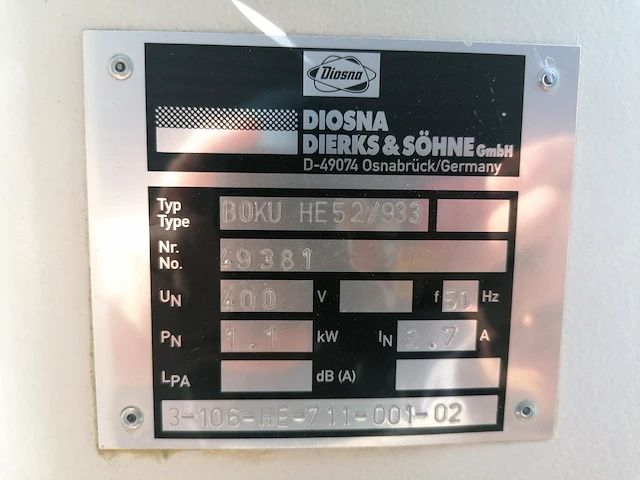 Diosna
DIOSNA
DIERKS & SÖHNE GmbH
D-49074 Osnabrück/Germany
Typ
Type BOKU HE52/933
Nr.
No. 49381
UN 400 V f 50 Hz
PN 1.1 kW IN 2.7 A
LPA dB (A)
3-106-HE-711-001-02